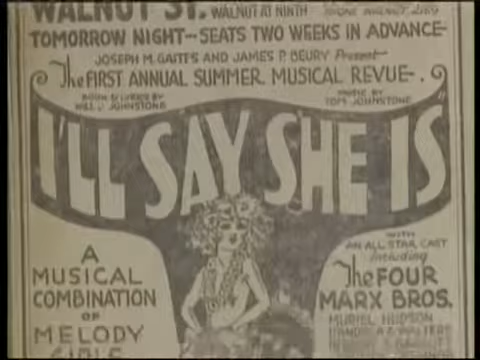 WALNUT ST. WALNUT AT NINTH
TOMORROW NIGHT-SEATS TWO WEEKS IN ADVANCE-
JOSEPH M. GAITES AND JAMES P. BEURY Present
The FIRST ANNUAL SUMMER MUSICAL REVUE
BOOK & LYRICS BY
WILL J. JOHNSTONE
MUSIC BY
TOM JOHNSTONE
"I'LL SAY SHE IS"
A
MUSICAL
COMBINATION
OF
MELODY
GIRLS
WITH
AN ALL STAR CAST
Including
The FOUR
MARX BROS.
MURIEL HUDSON